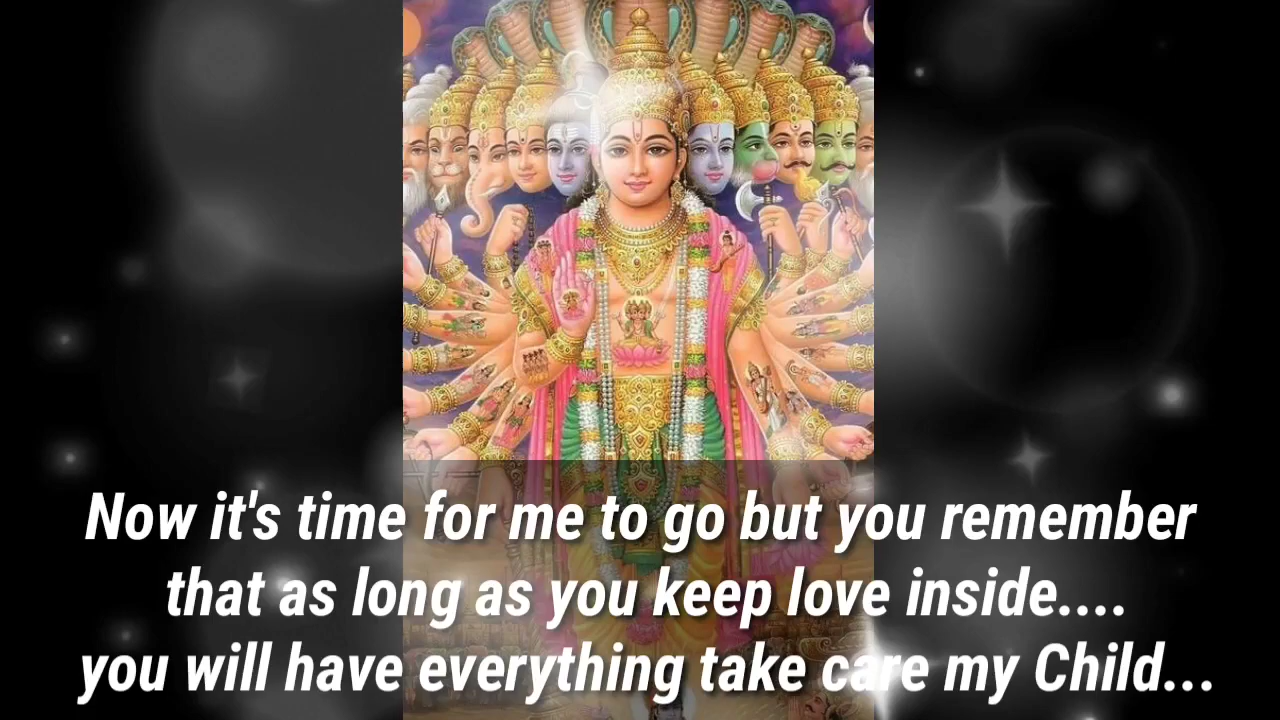 Now it's time for me to go but you remember
that as long as you keep love inside....
you will have everything take care my Child...